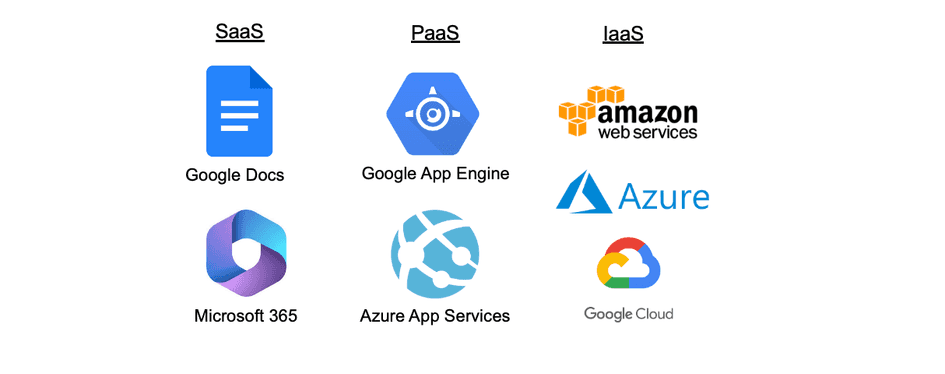 SaaS
PaaS
IaaS
Google Docs
Google App Engine
amazon
web services
Azure
Microsoft 365
Azure App Services
Google Cloud